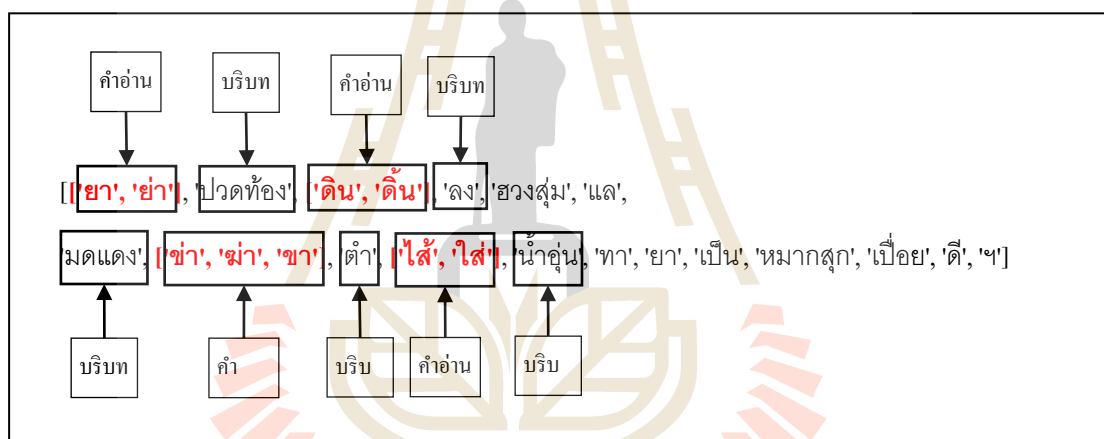 คำอ่าน บริบท คำอ่าน บริบท
[['ยา', 'ย่า'], 'ปวดท้อง', ['ดิน', 'ดิ้น'], 'ลง', 'ฮวงสุ่ม', 'แล',
'มดแดง', ['ข่า', 'ฆ่า', 'ขา'], 'ตำ', ['ไส้', 'ใส่'], 'น้ำอุ่น', 'ทา', 'ยา', 'เป็น', 'หมากสุก', 'เปื่อย', 'ดี', 'ฯ']
บริบท คำ บริบ คำอ่าน บริบ